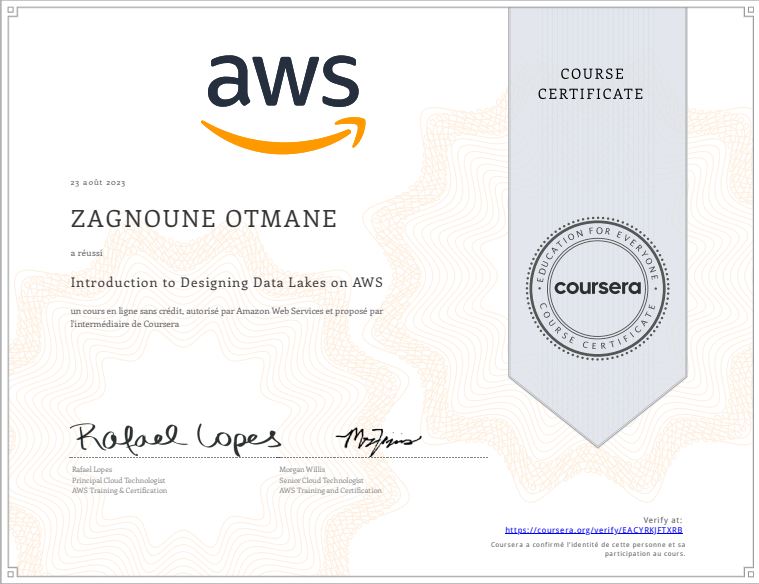 aws
COURSE
CERTIFICATE
23 août 2023
ZAGNOUNE OTMANE
a réussi
Introduction to Designing Data Lakes on AWS
un cours en ligne sans crédit, autorisé par Amazon Web Services et proposé par
l'intermédiaire de Coursera
EDUCATION FOR EVERYONE
coursera
COURSE CERTIFICATE
Rafael Lopes
Rafael Lopes
Principal Cloud Technologist
AWS Training & Certification
Morgan Willis
Senior Cloud Technologist
AWS Training and Certification
Verify at:
https://coursera.org/verify/EACYRKJFTXRB
Coursera a confirmé l'identité de cette personne et sa
participation au cours.